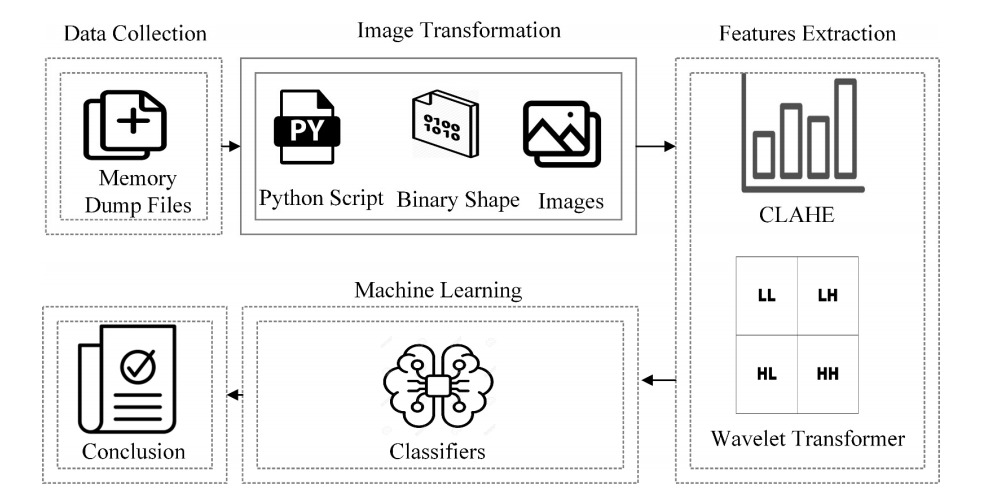 Data Collection
Image Transformation
Features Extraction
PY
0100
1010
Memory
Dump Files
Python Script
Binary Shape
Images
CLAHE
LL
LH
HL
HH
Wavelet Transformer
Machine Learning
Classifiers
Conclusion